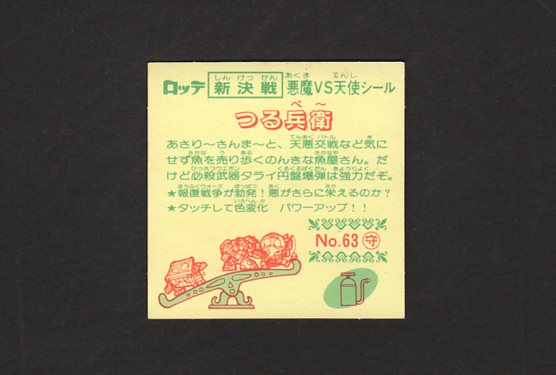 ロッテ 新決戦 悪魔VS天使シール
つる兵衛
あさり〜さんま〜と、天悪交戦など気に
せず魚を売り歩くのんきな魚屋さん。だ
けど必殺武器タライ円盤爆弾は強力だぞ。
★報復戦争が勃発！悪がさらに栄えるのか？
★タッチして色変化 パワーアップ！！
No.63 守